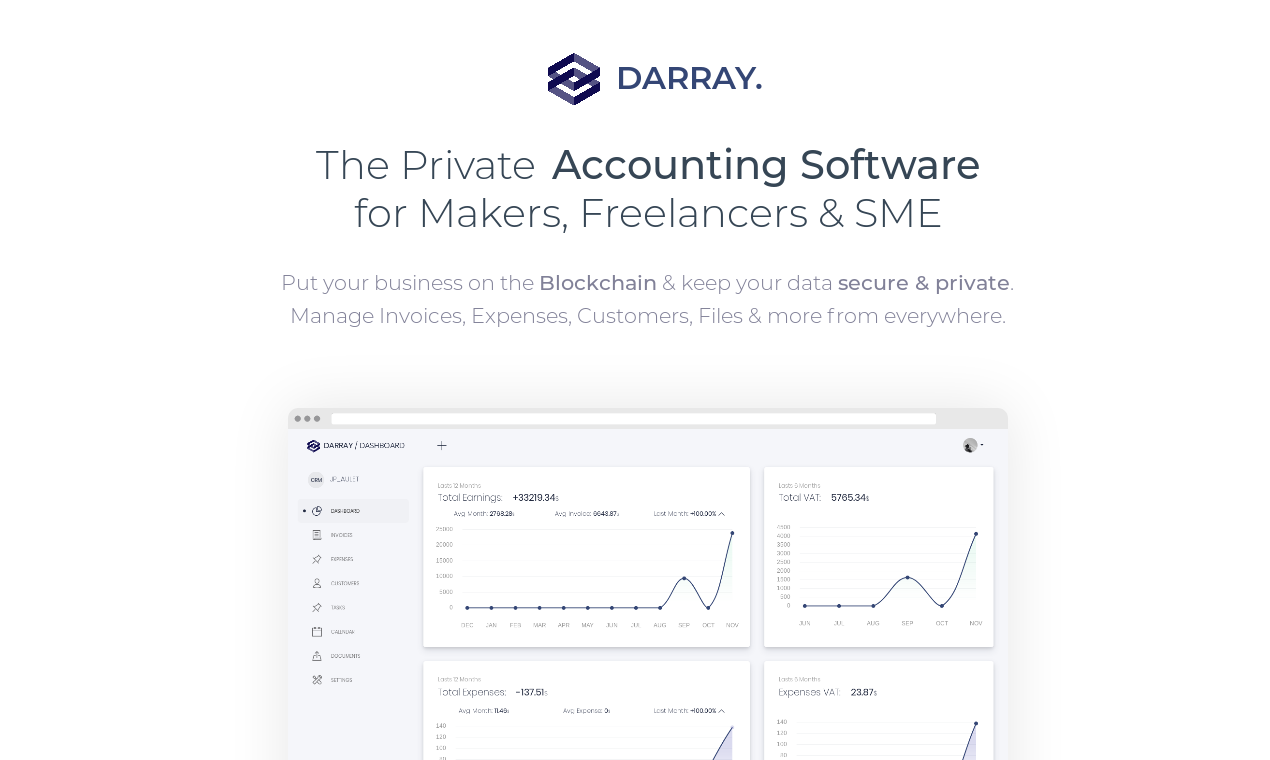 DARRAY.
The Private Accounting Software
for Makers, Freelancers & SME
Put your business on the Blockchain & keep your data secure & private.
Manage Invoices, Expenses, Customers, Files & more from everywhere.
DARRAY / DASHBOARD
CRM JP_AULET
DASHBOARD
INVOICES
EXPENSES
CUSTOMERS
TASKS
CALENDAR
DOCUMENTS
SETTINGS
Lasts 12 Months
Total Earnings: +33219.34$
Avg Month: 2768.28$ Avg Invoice: 6643.87$ Last Month: +100.00%
25000
20000
15000
10000
5000
0
DEC JAN FEB MAR APR MAY JUN JUL AUG SEP OCT NOV
Lasts 6 Months
Total VAT: 5765.34$
4500
4000
3500
3000
2500
2000
1500
1000
500
0
JUN JUL AUG SEP OCT NOV
Lasts 12 Months
Total Expenses: -137.51$
Avg Month: 11.46$ Avg Expense: 0$ Last Month: +100.00%
140
120
100
80
Lasts 6 Months
Expenses VAT: 23.87$
140
120
100
80